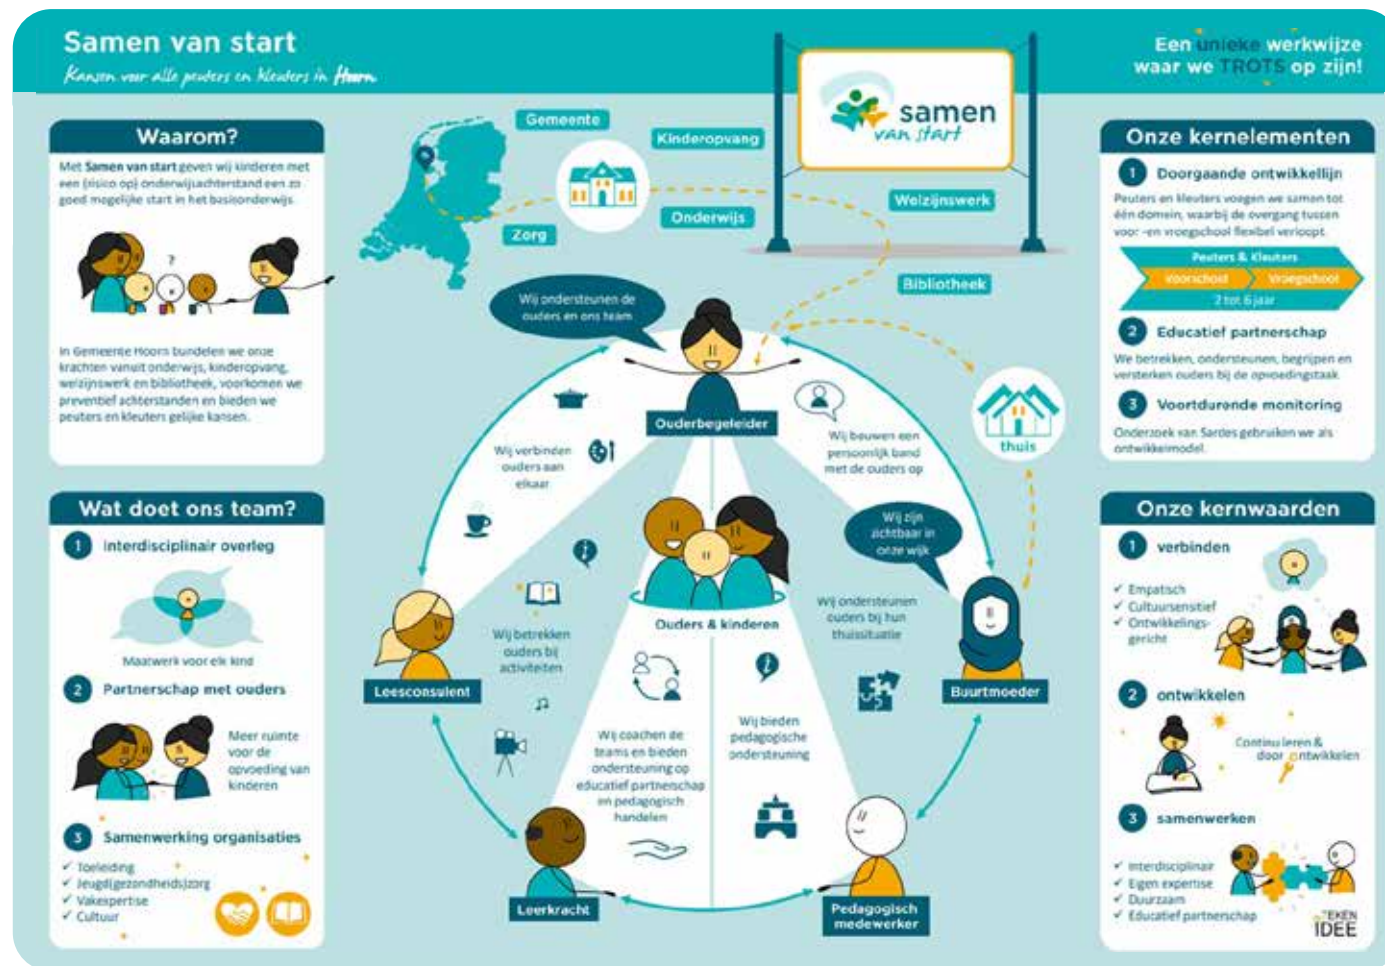 Samen van start
Kansen voor alle peuters en kleuters in Hoorn
Een unieke werkwijze
waar we TROTS op zijn!
samen
van start
Gemeente
Kinderopvang
Zorg
Onderwijs
Welzijnswerk
Bibliotheek
Waarom?
Met Samen van start geven wij kinderen met
een (risico op) onderwijsachterstand een zo
goed mogelijke start in het basisonderwijs.
?
In Gemeente Hoorn bundelen we onze
krachten vanuit onderwijs, kinderopvang,
welzijnswerk en bibliotheek, voorkomen we
preventief achterstanden en bieden we
peuters en kleuters gelijke kansen.
Wat doet ons team?
1 Interdisciplinair overleg
Maatwerk voor elk kind
2 Partnerschap met ouders
Meer ruimte
voor de
opvoeding van
kinderen
3 Samenwerking organisaties
✓ Toeleiding
✓ Jeugd(gezondheids)zorg
✓ Vakexpertise
✓ Cultuur
Wij ondersteunen de
ouders en ons team
Ouderbegeleider
Wij verbinden
ouders aan
elkaar
Wij bouwen een
persoonlijk band
met de ouders op
thuis
Wij zijn
zichtbaar in
onze wijk
Ouders & kinderen
Wij betrekken
ouders bij
activiteiten
Wij ondersteunen
ouders bij hun
thuissituatie
Leesconsulent
Buurtmoeder
Wij coachen de
teams en bieden
ondersteuning op
educatief partnerschap
en pedagogisch
handelen
Wij bieden
pedagogische
ondersteuning
Leerkracht
Pedagogisch
medewerker
Onze kernelementen
1 Doorgaande ontwikkellijn
Peuters en kleuters voegen we samen tot
één domein, waarbij de overgang tussen
voor -en vroegschool flexibel verloopt.
Peuters & Kleuters
Voorschool
Vroegschool
2 tot 6 jaar
2 Educatief partnerschap
We betrekken, ondersteunen, begrijpen en
versterken ouders bij de opvoedingstaak.
3 Voortdurende monitoring
Onderzoek van Sardes gebruiken we als
ontwikkelmodel.
Onze kernwaarden
1 verbinden
✓ Empatisch
✓ Cultuursensitief
✓ Ontwikkelings-
gericht
2 ontwikkelen
Continu leren &
door ontwikkelen
3 samenwerken
✓ Interdisciplinair
✓ Eigen expertise
✓ Duurzaam
✓ Educatief partnerschap
TEKEN
IDEE